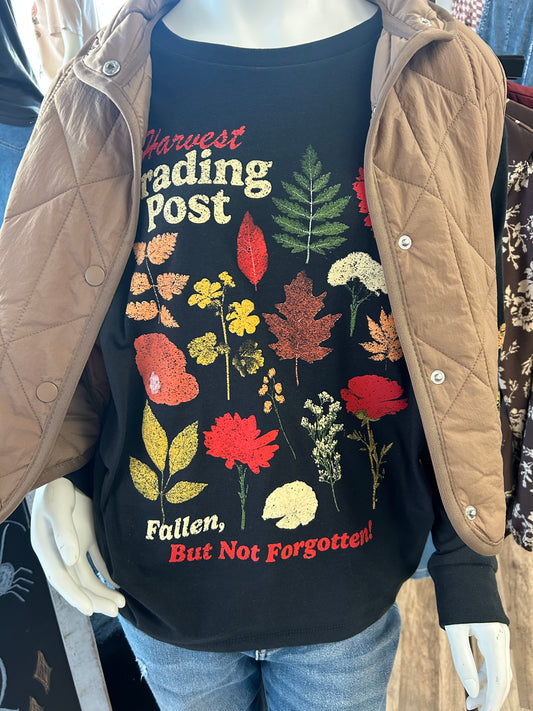 Harvest
rading
Post
Fallen,
But Not Forgotten!